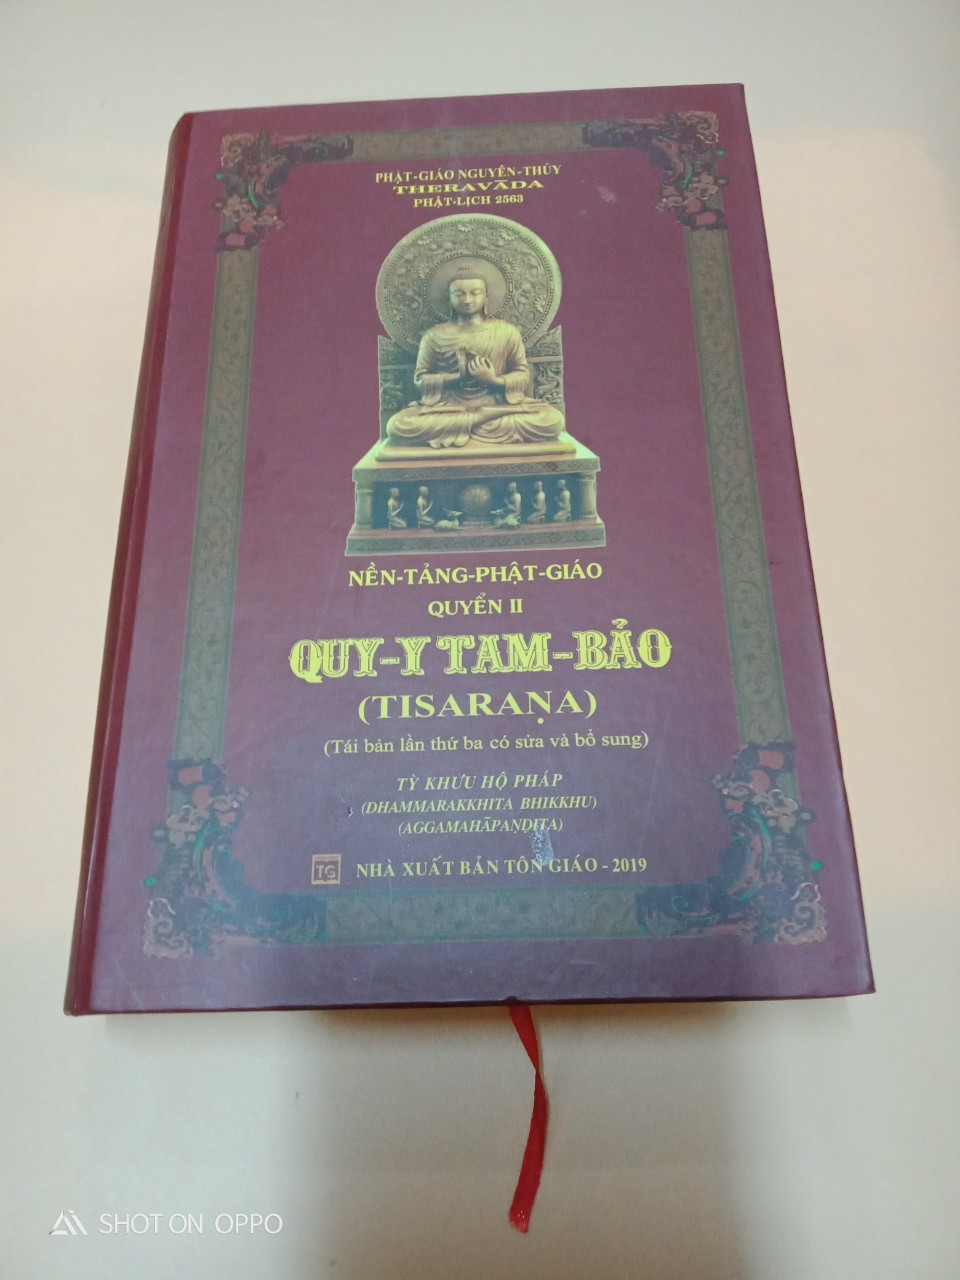 PHẬT-GIÁO NGUYÊN-THỦY
THERAVĀDA
PHẬT-LỊCH 2563
NỀN-TẢNG-PHẬT-GIÁO
QUYỂN II
QUY-Y TAM-BẢO
(TISARAṆA)
(Tái bản lần thứ ba có sửa và bổ sung)
TỲ KHƯU HỘ PHÁP
(DHAMMARAKKHITA BHIKKHU)
(AGGAMAHĀPAṆḌITA)
TG NHÀ XUẤT BẢN TÔN GIÁO - 2019
SHOT ON OPPO